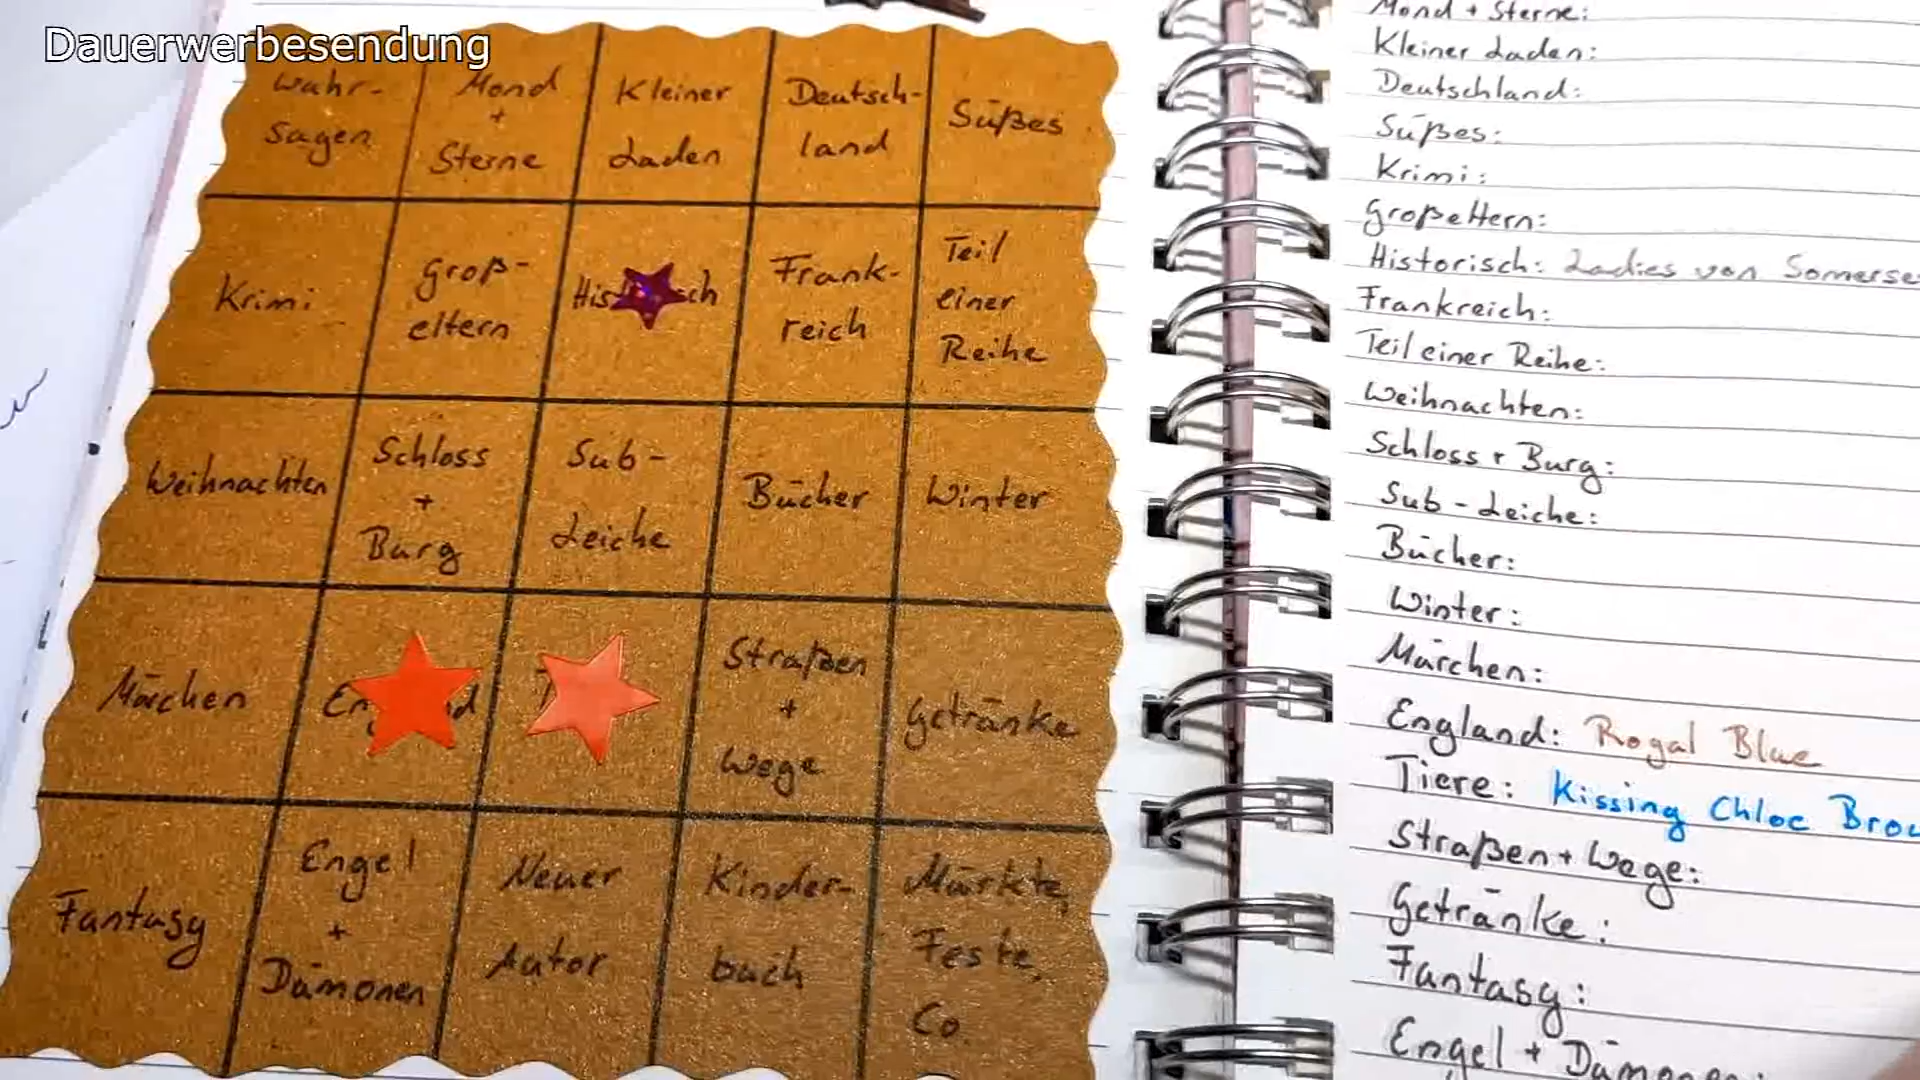 Dauerwerbesendung
Wahr-
sagen
Mond
+
Sterne
Kleiner
Laden
Deutsch-
land
Süßes
Krimi
Groß-
eltern
Frank-
reich
Teil
einer
Reihe
Weihnachten
Schloss
+
Burg
Sub-
Leiche
Bücher
Winter
Märchen
Straßen
+
Wege
Getränke
Fantasy
Engel
+
Dämonen
Neuer
Autor
Kinder-
buch
Märkte,
Feste,
Co.
Mond + Sterne:
Kleiner Laden:
Deutschland:
Süßes:
Krimi:
Großeltern:
Historisch: Ladies von
Frankreich:
Teil einer Reihe:
Weihnachten:
Schloss + Burg:
Sub-Leiche:
Bücher:
Winter:
Märchen:
England: Royal Blue
Tiere: Kissing Chloe
Straßen + Wege:
Getränke:
Fantasy:
Engel + Dämonen: